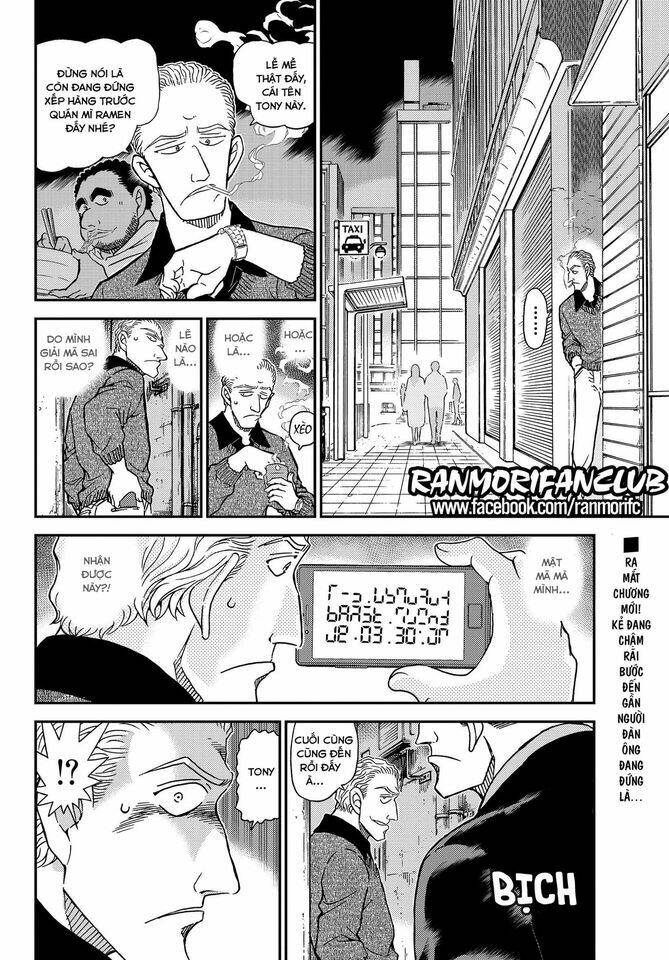 ĐỪNG NÓI LÀ
CÓN ĐANG ĐỨNG
XẾP HÀNG TRƯỚC
QUÁN MÌ RAMEN
ĐẤY NHÉ?
LỀ MỀ
THẬT ĐẤY,
CÁI TÊN
TONY NÀY.
TAXI
......
DO MÌNH
GIẢI MÃ SAI
RỒI SAO?
LẼ
NÀO
LÀ...
HOẶC
LÀ...
HOẶC
...
XÈO
RANMORIFANCLUB
www.facebook.com/ranmorifc
NHẬN
ĐƯỢC
NÀY?!
MẬT
MÃ MÀ
MÌNH...
RA
MẮT
CHƯƠNG
MỚI!
KẺ ĐANG
CHẬM
RÃI
BƯỚC
ĐẾN
GẦN
NGƯỜI
ĐÀN
ÔNG
ĐANG
ĐỨNG
LÀ...
!?
TONY
...
CUỐI CÙNG
CŨNG ĐẾN
RỒI ĐẤY
À...
BỊCH